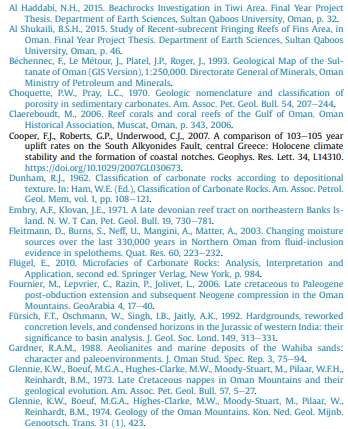 Al Haddabi, N.H., 2015. Beachrocks Investigation in Tiwi Area. Final Year Project
Thesis. Department of Earth Sciences, Sultan Qaboos University, Oman, p. 32.
Al Shukaili, B.S.H., 2015. Study of Recent-subrecent Fringing Reefs of Fins Area, in
Oman, Final Year Project Thesis. Department of Earth Sciences, Sultan Qaboos
University, Oman, p. 46.
Béchennec, F., Le Métour, J., Platel, J.P., Roger, J., 1993. Geological Map of the Sul-
tanate of Oman (GIS Version), 1:250,000. Directorate General of Minerals, Oman
Ministry of Petroleum and Minerals.
Choquette, P.W., Pray, L.C., 1970. Geologic nomenclature and classification of
porosity in sedimentary carbonates. Am. Assoc. Pet. Geol. Bull. 54, 207–244.
Claereboudt, M., 2006. Reef corals and coral reefs of the Gulf of Oman. Oman
Historical Association, Muscat, Oman, p. 343, 2006.
Cooper, F.J., Roberts, G.P., Underwood, C.J., 2007. A comparison of 103–105 year
uplift rates on the South Alkyonides Fault, central Greece: Holocene climate
stability and the formation of coastal notches. Geophys. Res. Lett. 34, L14310.
https://doi.org/10.1029/2007GL030673.
Dunham, R.J., 1962. Classification of carbonate rocks according to depositional
texture. In: Ham, W.E. (Ed.), Classification of Carbonate Rocks. Am. Assoc. Petrol.
Geol. Mem, vol. 1, pp. 108–121.
Embry, A.F., Klovan, J.E., 1971. A late devonian reef tract on northeastern Banks Is-
land. N. W. T Can. Pet. Geol. Bull. 19, 730–781.
Fleitmann, D., Burns, S., Neff, U., Mangini, A., Matter, A., 2003. Changing moisture
sources over the last 330,000 years in Northern Oman from fluid-inclusion
evidence in spelothems. Quat. Res. 60, 223–232.
Flügel, E., 2010. Microfacies of Carbonate Rocks: Analysis, Interpretation and
Application, second ed. Springer Verlag, New York, p. 984.
Fournier, M., Lepvrier, C., Razin, P., Jolivet, L., 2006. Late cretaceous to Paleogene
post-obduction extension and subsequent Neogene compression in the Oman
Mountains. GeoArabia 4, 17–40.
Fürsich, F.T., Oschmann, W., Singh, I.B., Jaitly, A.K., 1992. Hardgrounds, reworked
concretion levels, and condensed horizons in the Jurassic of western India: their
significance to basin analysis. J. Geol. Soc. Lond. 149, 313–331.
Gardner, R.A.M., 1988. Aeolianites and marine deposits of the Wahiba sands:
character and paleoenvironments. J. Oman Stud. Spec. Rep. 3, 75–94.
Glennie, K.W., Boeuf, M.G.A., Hughes-Clarke, M.W., Moody-Stuart, M., Pilaar, W.F.H.,
Reinhardt, B.M., 1973. Late Cretaceous nappes in Oman Mountains and their
geological evolution. Am. Assoc. Pet. Geol. Bull. 57, 5–27.
Glennie, K.W., Boeuf, M.G.A., Highes-Clarke, M.W., Moody-Stuart, M., Pilaar, W.,
Reinhardt, B.M., 1974. Geology of the Oman Mountains. Kon. Ned. Geol. Mijnb.
Genootsch. Trans. 31 (1), 423.